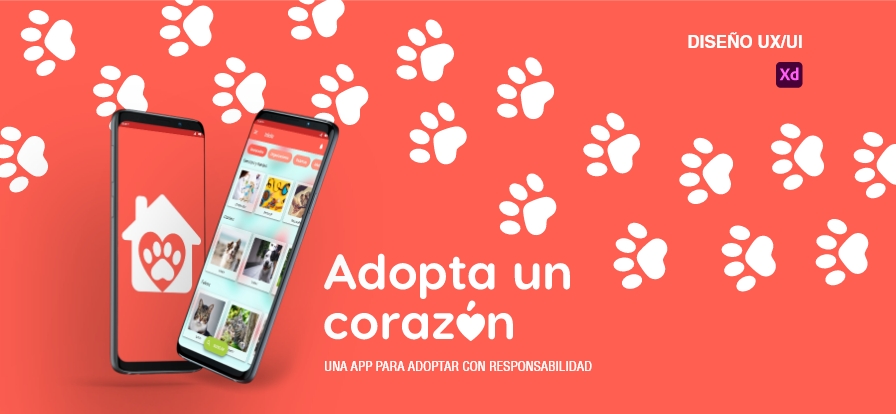 DISEÑO UX/UI
Xd
Adopta un
corazón
UNA APP PARA ADOPTAR CON RESPONSABILIDAD